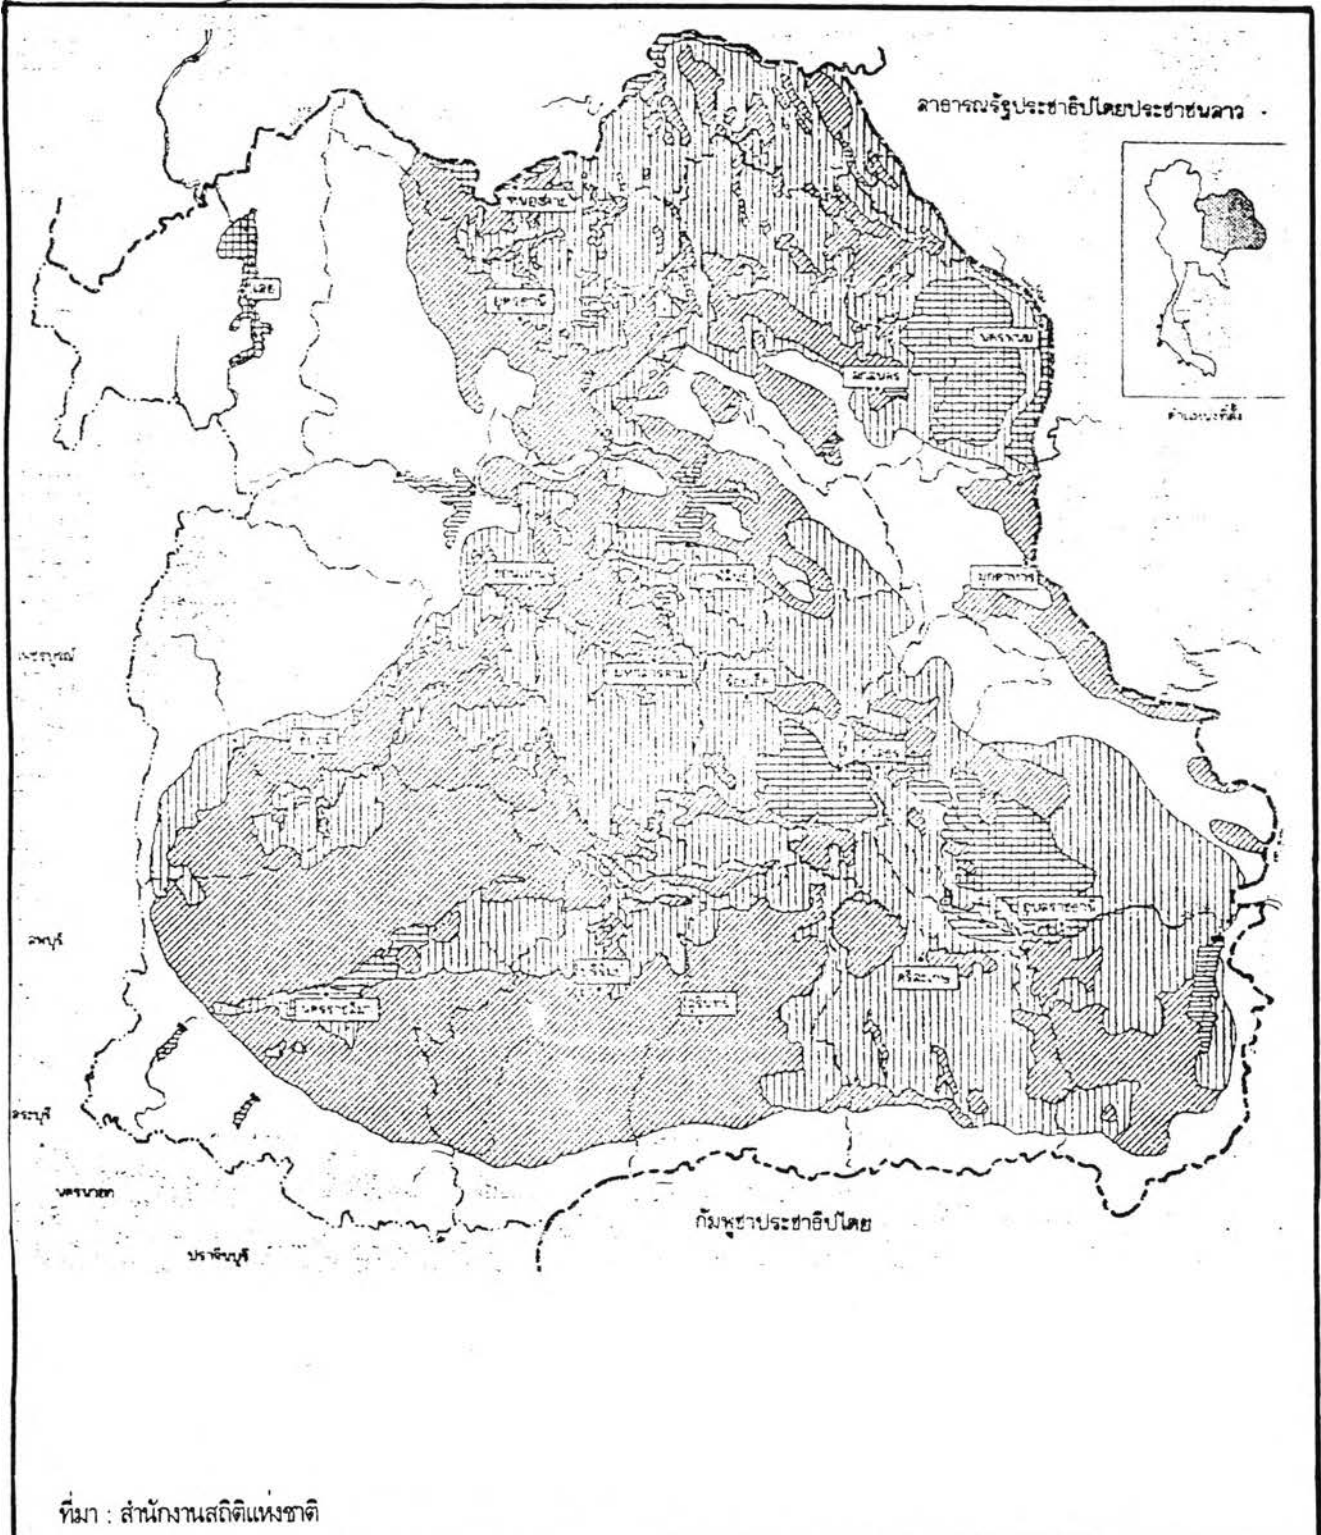 สาธารณรัฐประชาธิปไตยประชาชนลาว
หนองคาย
เลย
อุดรธานี
นครพนม
สกลนคร
ตำแหน่งที่ตั้ง
ขอนแก่น
กาฬสินธุ์
มุกดาหาร
เพชรบูรณ์
มหาสารคาม
ร้อยเอ็ด
ชัยภูมิ
ยโสธร
อุบลราชธานี
ลพบุรี
บุรีรัมย์
ศรีสะเกษ
นครราชสีมา
สุรินทร์
สระบุรี
นครนายก
กัมพูชาประชาธิปไตย
ปราจีนบุรี
ที่มา : สำนักงานสถิติแห่งชาติ